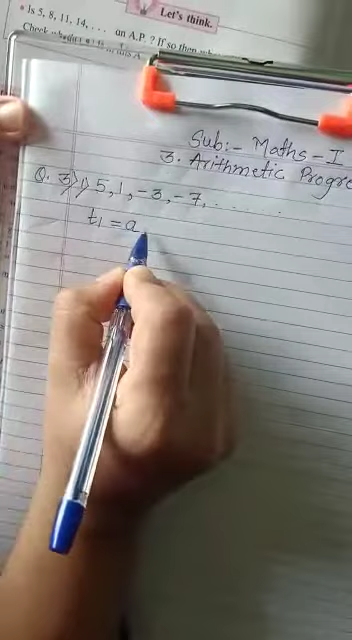 Let's think.
• Is 5, 8, 11, 14, . . . . an A.P. ? If so then
Sub:- Maths-I
3. Arithmetic Progre
Q. 3) 1) 5, 1, -3, -7, . .
t₁ = a